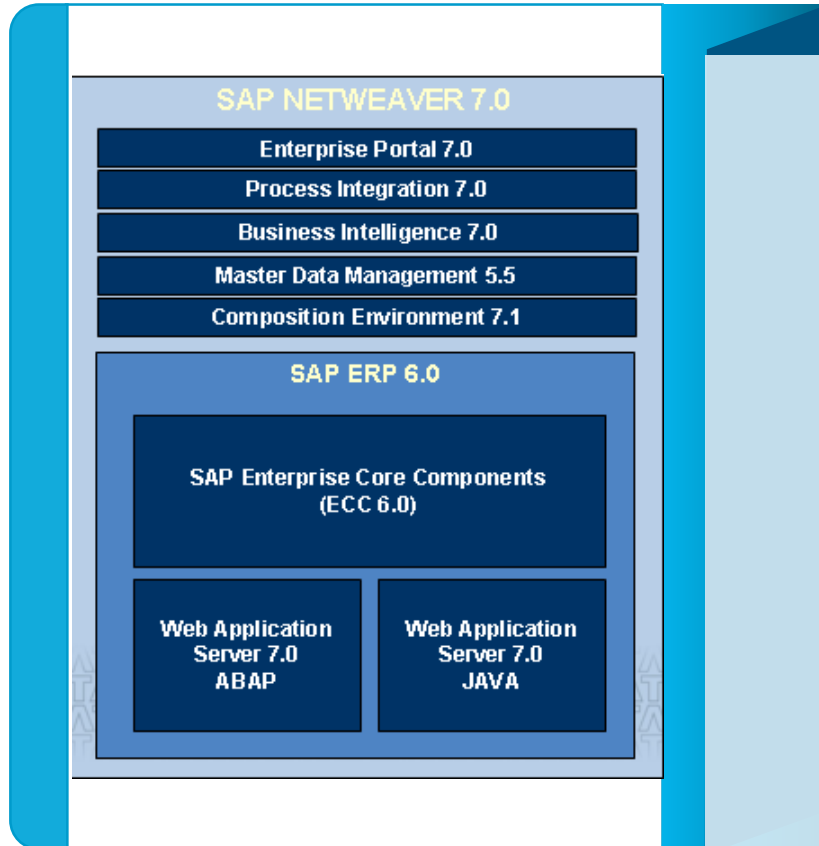 SAP NETWEAVER 7.0
Enterprise Portal 7.0
Process Integration 7.0
Business Intelligence 7.0
Master Data Management 5.5
Composition Environment 7.1
SAP ERP 6.0
SAP Enterprise Core Components
(ECC 6.0)
Web Application
Server 7.0
ABAP
Web Application
Server 7.0
JAVA